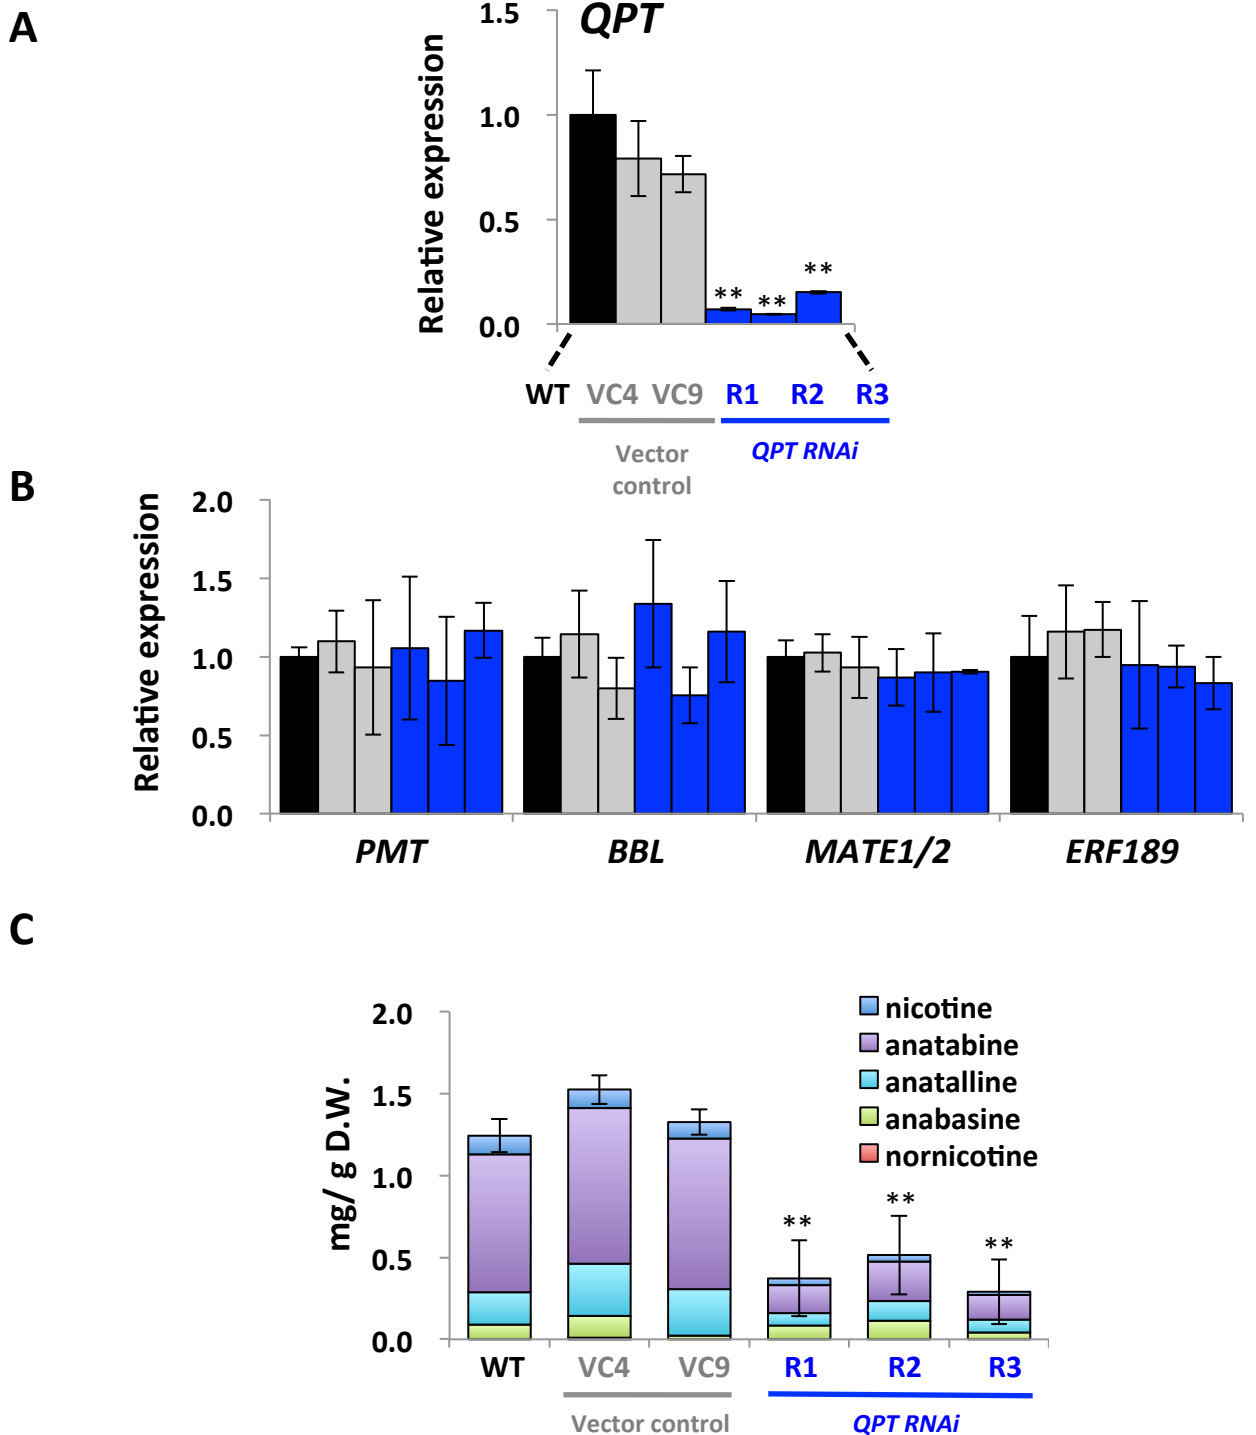 A
QPT
Relative expression
1.5
1.0
0.5
0.0
** ** **
WT VC4 VC9 R1 R2 R3
Vector
control
QPT RNAi
B
Relative expression
2.0
1.5
1.0
0.5
0.0
PMT BBL MATE1/2 ERF189
C
mg/ g D.W.
2.0
1.5
1.0
0.5
0.0
nicotine
anatabine
anatalline
anabasine
nornicotine
** ** **
WT VC4 VC9 R1 R2 R3
Vector control QPT RNAi